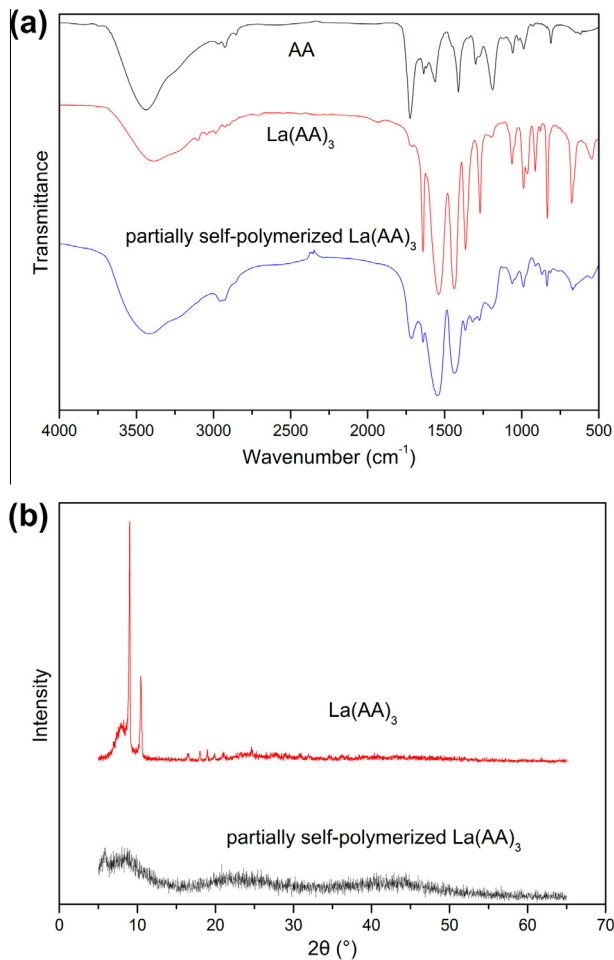 (a)
AA
La(AA)₃
partially self-polymerized La(AA)₃
Transmittance
4000 3500 3000 2500 2000 1500 1000 500
Wavenumber (cm⁻¹)
(b)
La(AA)₃
Intensity
partially self-polymerized La(AA)₃
0 10 20 30 40 50 60 70
2θ (°)